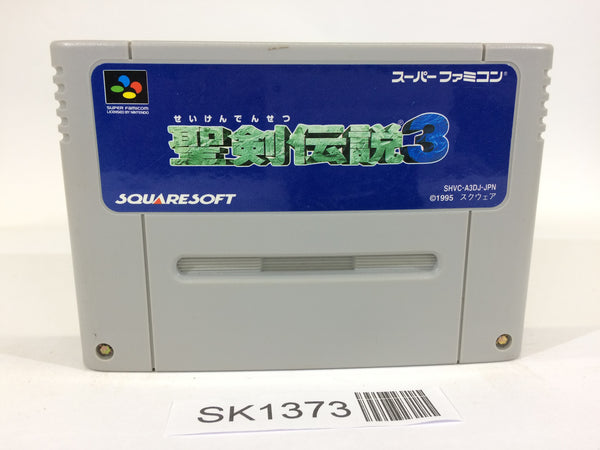 SUPER FAMICOM
LICENSED BY NINTENDO
スーパーファミコン®
せいけんでんせつ
聖剣伝説3
SHVC-A3DJ-JPN
©1995 スクウェア
SQUARESOFT
SK1373